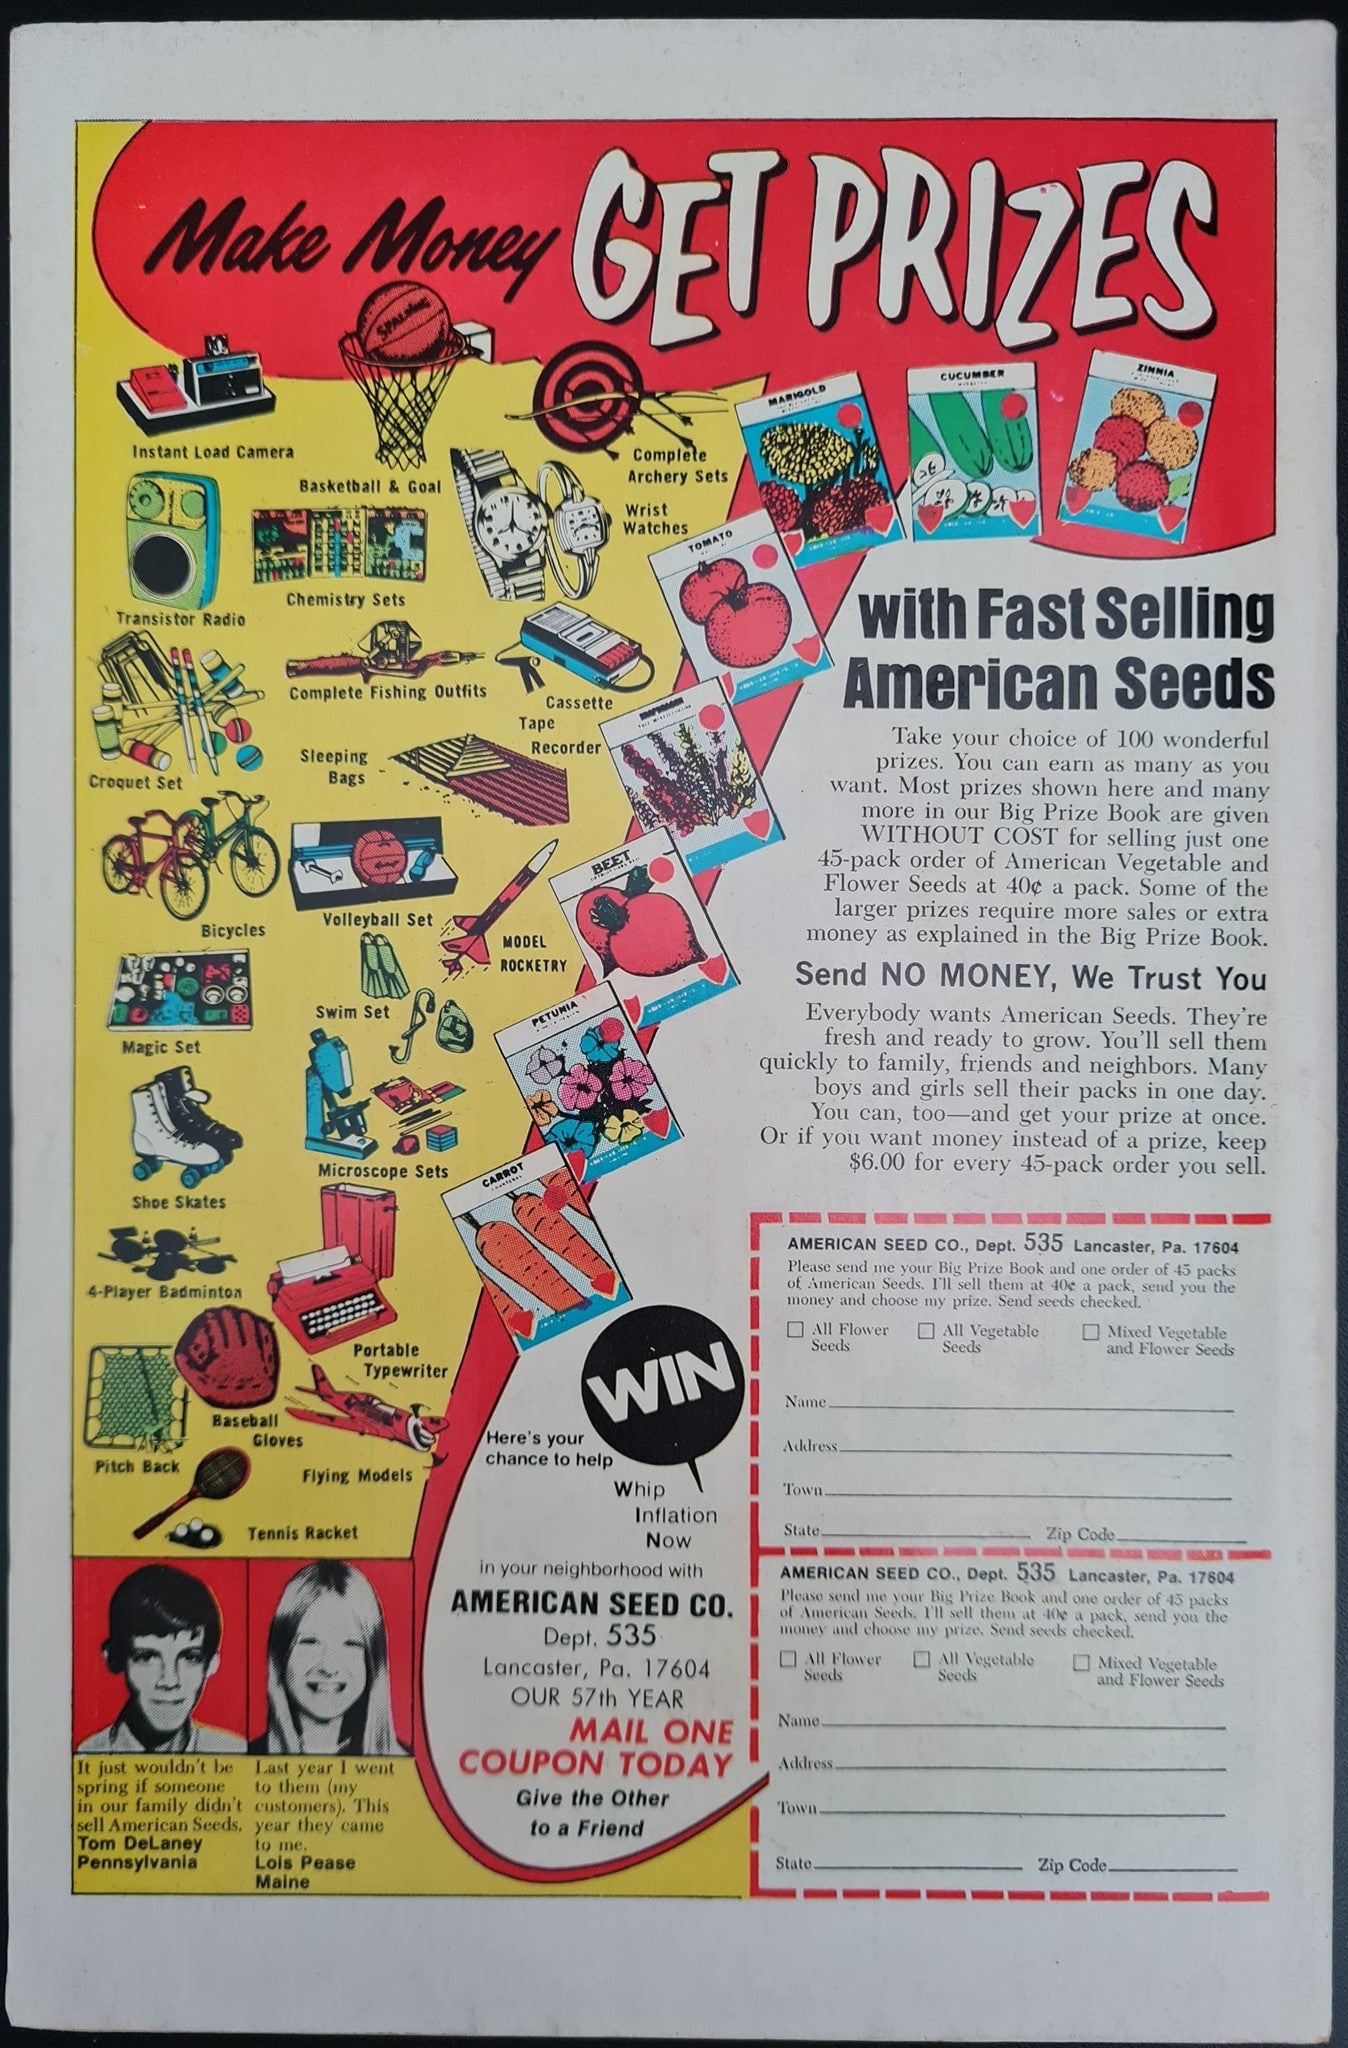 Make Money
GET PRIZES
SPALDING
Instant Load Camera
Basketball & Goal
Complete
Archery Sets
Wrist
Watches
Transistor Radio
Chemistry Sets
Complete Fishing Outfits
Cassette
Tape
Recorder
Croquet Set
Sleeping
Bags
Bicycles
Volleyball Set
MODEL
ROCKETRY
Magic Set
Swim Set
Shoe Skates
Microscope Sets
4-Player Badminton
Portable
Typewriter
Baseball
Gloves
Pitch Back
Flying Models
Tennis Racket
MARIGOLD
CUCUMBER
ZINNIA
TOMATO
BEET
PETUNIA
CARROT
with Fast Selling
American Seeds
Take your choice of 100 wonderful
prizes. You can earn as many as you
want. Most prizes shown here and many
more in our Big Prize Book are given
WITHOUT COST for selling just one
45-pack order of American Vegetable and
Flower Seeds at 40¢ a pack. Some of the
larger prizes require more sales or extra
money as explained in the Big Prize Book.
Send NO MONEY, We Trust You
Everybody wants American Seeds. They're
fresh and ready to grow. You'll sell them
quickly to family, friends and neighbors. Many
boys and girls sell their packs in one day.
You can, too—and get your prize at once.
Or if you want money instead of a prize, keep
$6.00 for every 45-pack order you sell.
WIN
Here's your
chance to help
Whip
Inflation
Now
in your neighborhood with
AMERICAN SEED CO.
Dept. 535
Lancaster, Pa. 17604
OUR 57th YEAR
MAIL ONE
COUPON TODAY
Give the Other
to a Friend
It just wouldn't be
spring if someone
in our family didn't
sell American Seeds.
Tom DeLaney
Pennsylvania
Last year I went
to them (my
customers). This
year they came
to me.
Lois Pease
Maine
AMERICAN SEED CO., Dept. 535 Lancaster, Pa. 17604
Please send me your Big Prize Book and one order of 45 packs
of American Seeds. I'll sell them at 40¢ a pack, send you the
money and choose my prize. Send seeds checked.
All Flower
Seeds
All Vegetable
Seeds
Mixed Vegetable
and Flower Seeds
Name
Address
Town
State Zip Code
AMERICAN SEED CO., Dept. 535 Lancaster, Pa. 17604
Please send me your Big Prize Book and one order of 45 packs
of American Seeds. I'll sell them at 40¢ a pack, send you the
money and choose my prize. Send seeds checked.
All Flower
Seeds
All Vegetable
Seeds
Mixed Vegetable
and Flower Seeds
Name
Address
Town
State Zip Code